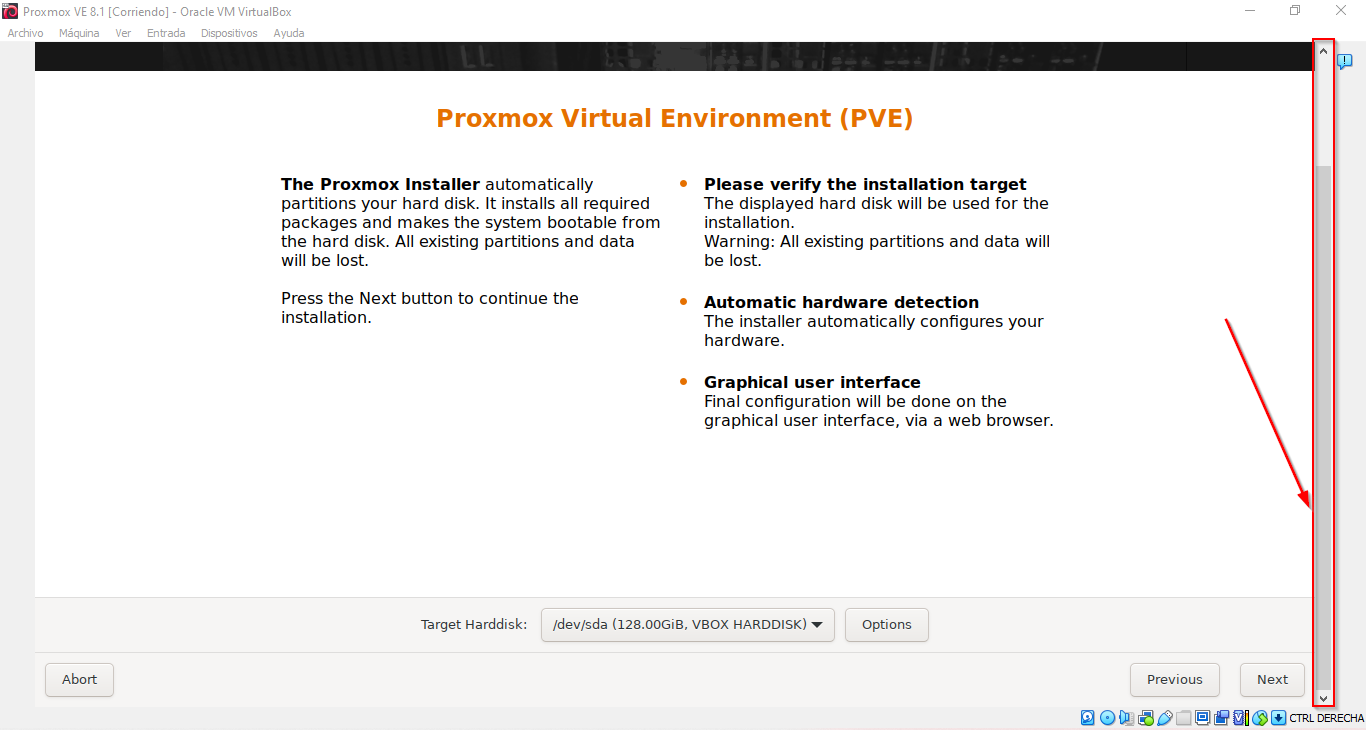 Proxmox VE 8.1 [Corriendo] - Oracle VM VirtualBox
Archivo Máquina Ver Entrada Dispositivos Ayuda
Proxmox Virtual Environment (PVE)
The Proxmox Installer automatically
partitions your hard disk. It installs all required
packages and makes the system bootable from
the hard disk. All existing partitions and data
will be lost.
Press the Next button to continue the
installation.
• Please verify the installation target
The displayed hard disk will be used for the
installation.
Warning: All existing partitions and data will
be lost.
• Automatic hardware detection
The installer automatically configures your
hardware.
• Graphical user interface
Final configuration will be done on the
graphical user interface, via a web browser.
Target Harddisk: /dev/sda (128.00GiB, VBOX HARDDISK) Options
Abort Previous Next
CTRL DERECHA